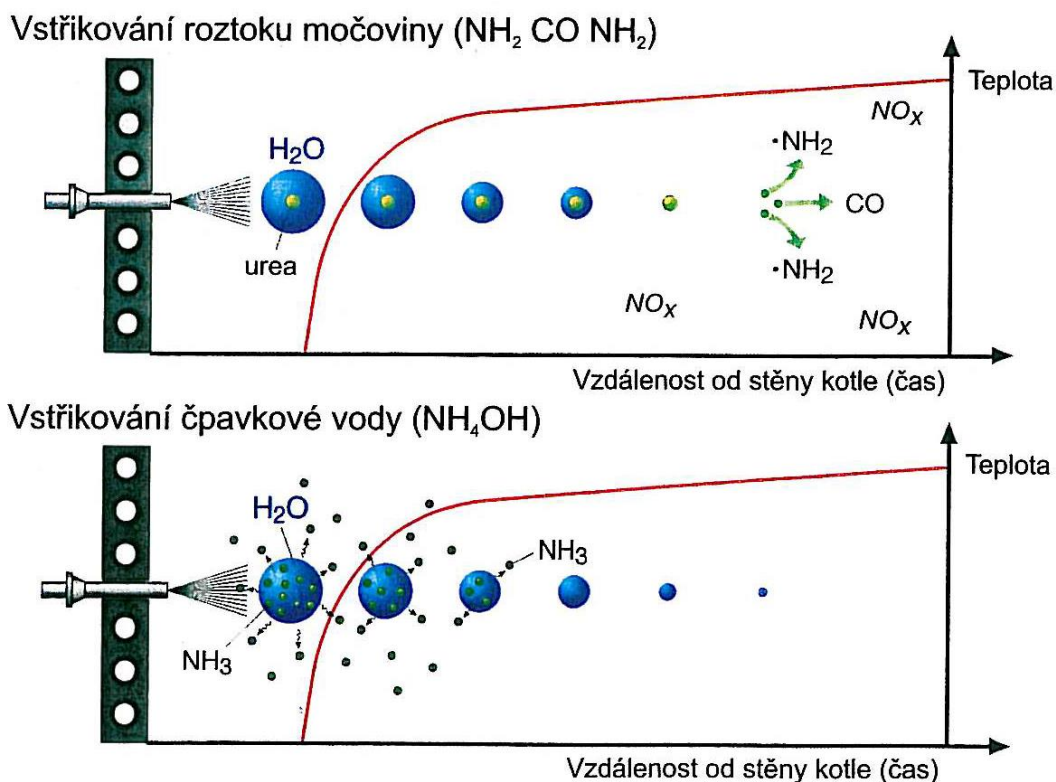 Vstřikování roztoku močoviny (NH₂ CO NH₂)
Teplota
NOX
·NH2
H2O
CO
urea
·NH2
NOX
NOX
Vzdálenost od stěny kotle (čas)
Vstřikování čpavkové vody (NH₄OH)
Teplota
H2O
NH3
NH3
Vzdálenost od stěny kotle (čas)